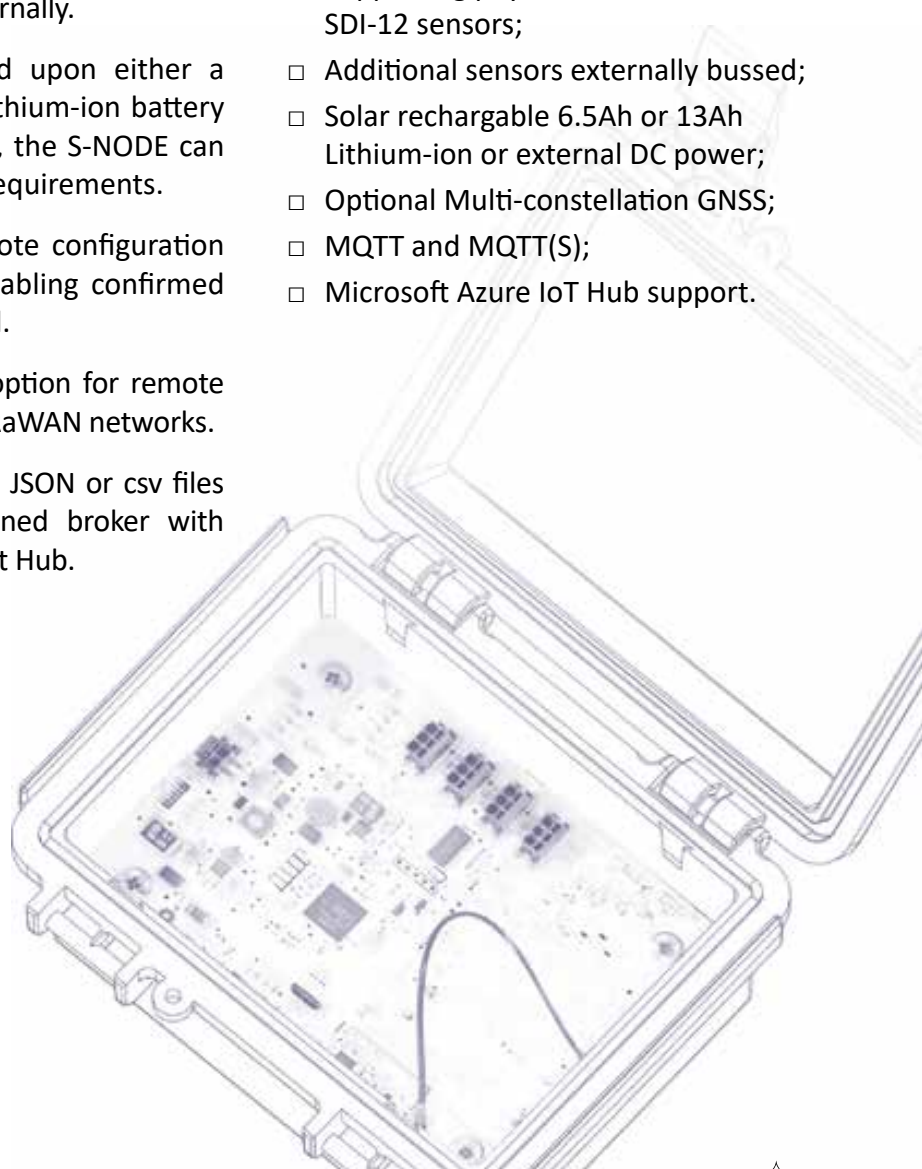 rnally.
d upon either a
thium-ion battery
, the S-NODE can
equirements.
ote configuration
abling confirmed
option for remote
aWAN networks.
JSON or csv files
ned broker with
t Hub.
SDI-12 sensors;
□ Additional sensors externally bussed;
□ Solar rechargable 6.5Ah or 13Ah
Lithium-ion or external DC power;
□ Optional Multi-constellation GNSS;
□ MQTT and MQTT(S);
□ Microsoft Azure IoT Hub support.